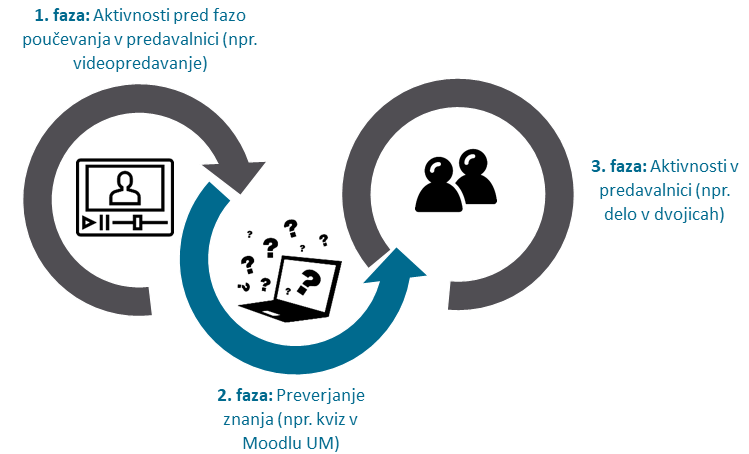 1. faza: Aktivnosti pred fazo
poučevanja v predavalnici (npr.
videopredavanje)
3. faza: Aktivnosti v
predavalnici (npr.
delo v dvojicah)
2. faza: Preverjanje
znanja (npr. kviz v
Moodlu UM)